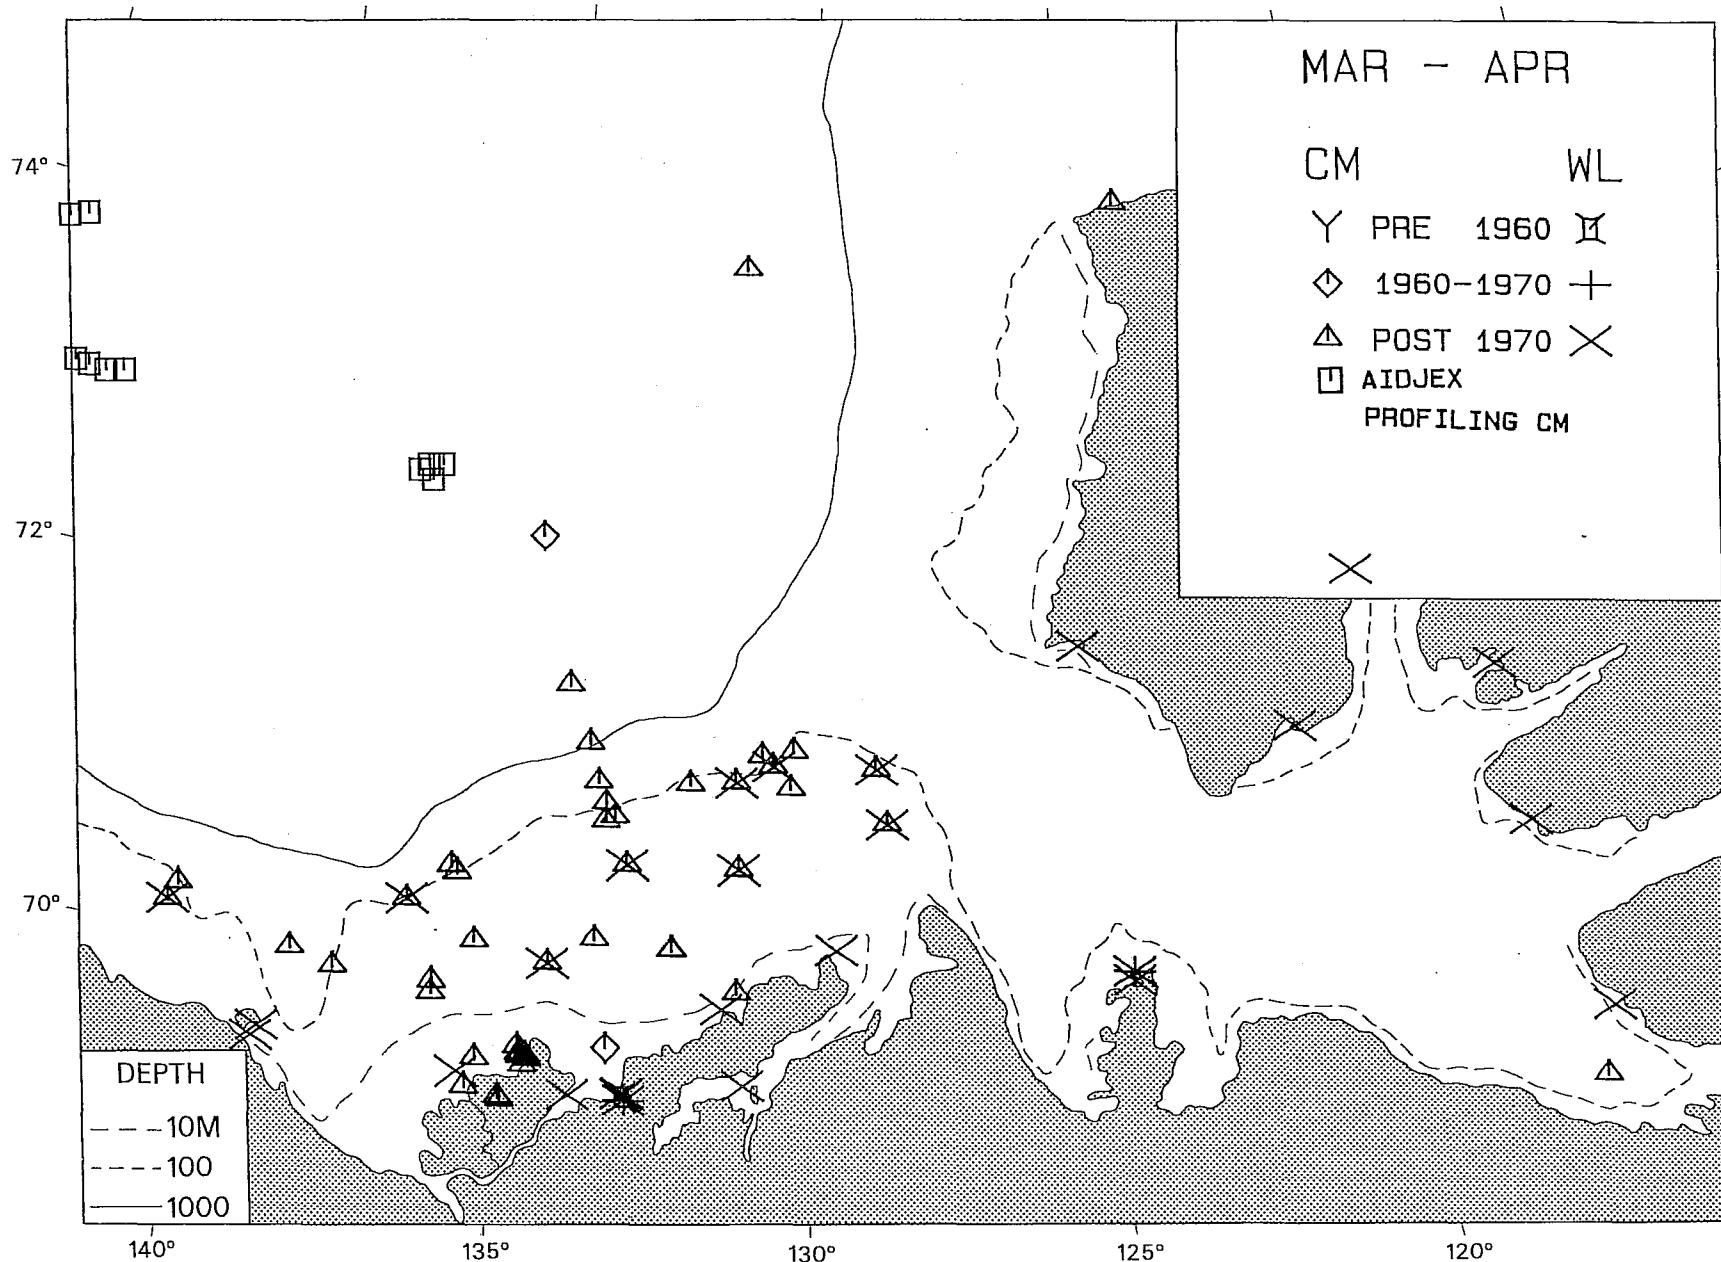 MAR - APR
CM WL
PRE 1960
1960-1970
POST 1970
AIDJEX
PROFILING CM
74°
72°
70°
DEPTH
10M
100
1000
140° 135° 130° 125° 120°